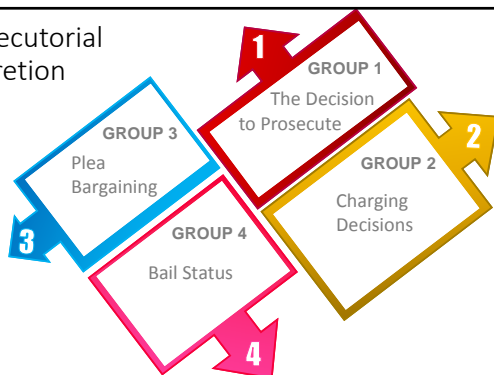 ecutorial
retion
1
GROUP 1
The Decision
to Prosecute
2
GROUP 2
Charging
Decisions
GROUP 3
Plea
Bargaining
3
GROUP 4
Bail Status
4